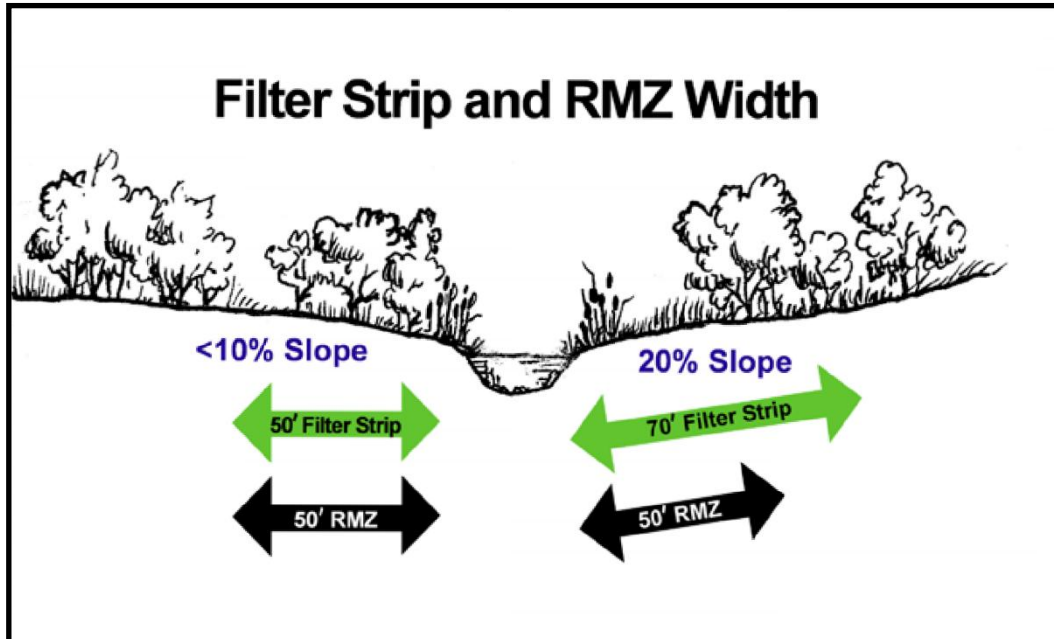 Filter Strip and RMZ Width
<10% Slope
20% Slope
50' Filter Strip
70' Filter Strip
50' RMZ
50' RMZ